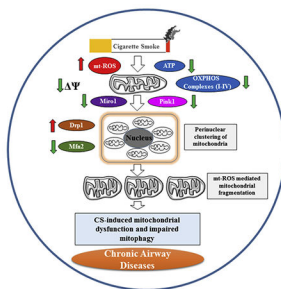 Cigarette Smoke
mt-ROS
ATP
ΔΨ
OXPHOS
Complexes (I-IV)
Miro1
Pink1
Drp1
Nucleus
Perinuclear
clustering of
mitochondria
Mfn2
mt-ROS mediated
mitochondrial
fragmentation
CS-induced mitochondrial
dysfunction and impaired
mitophagy
Chronic Airway
Diseases